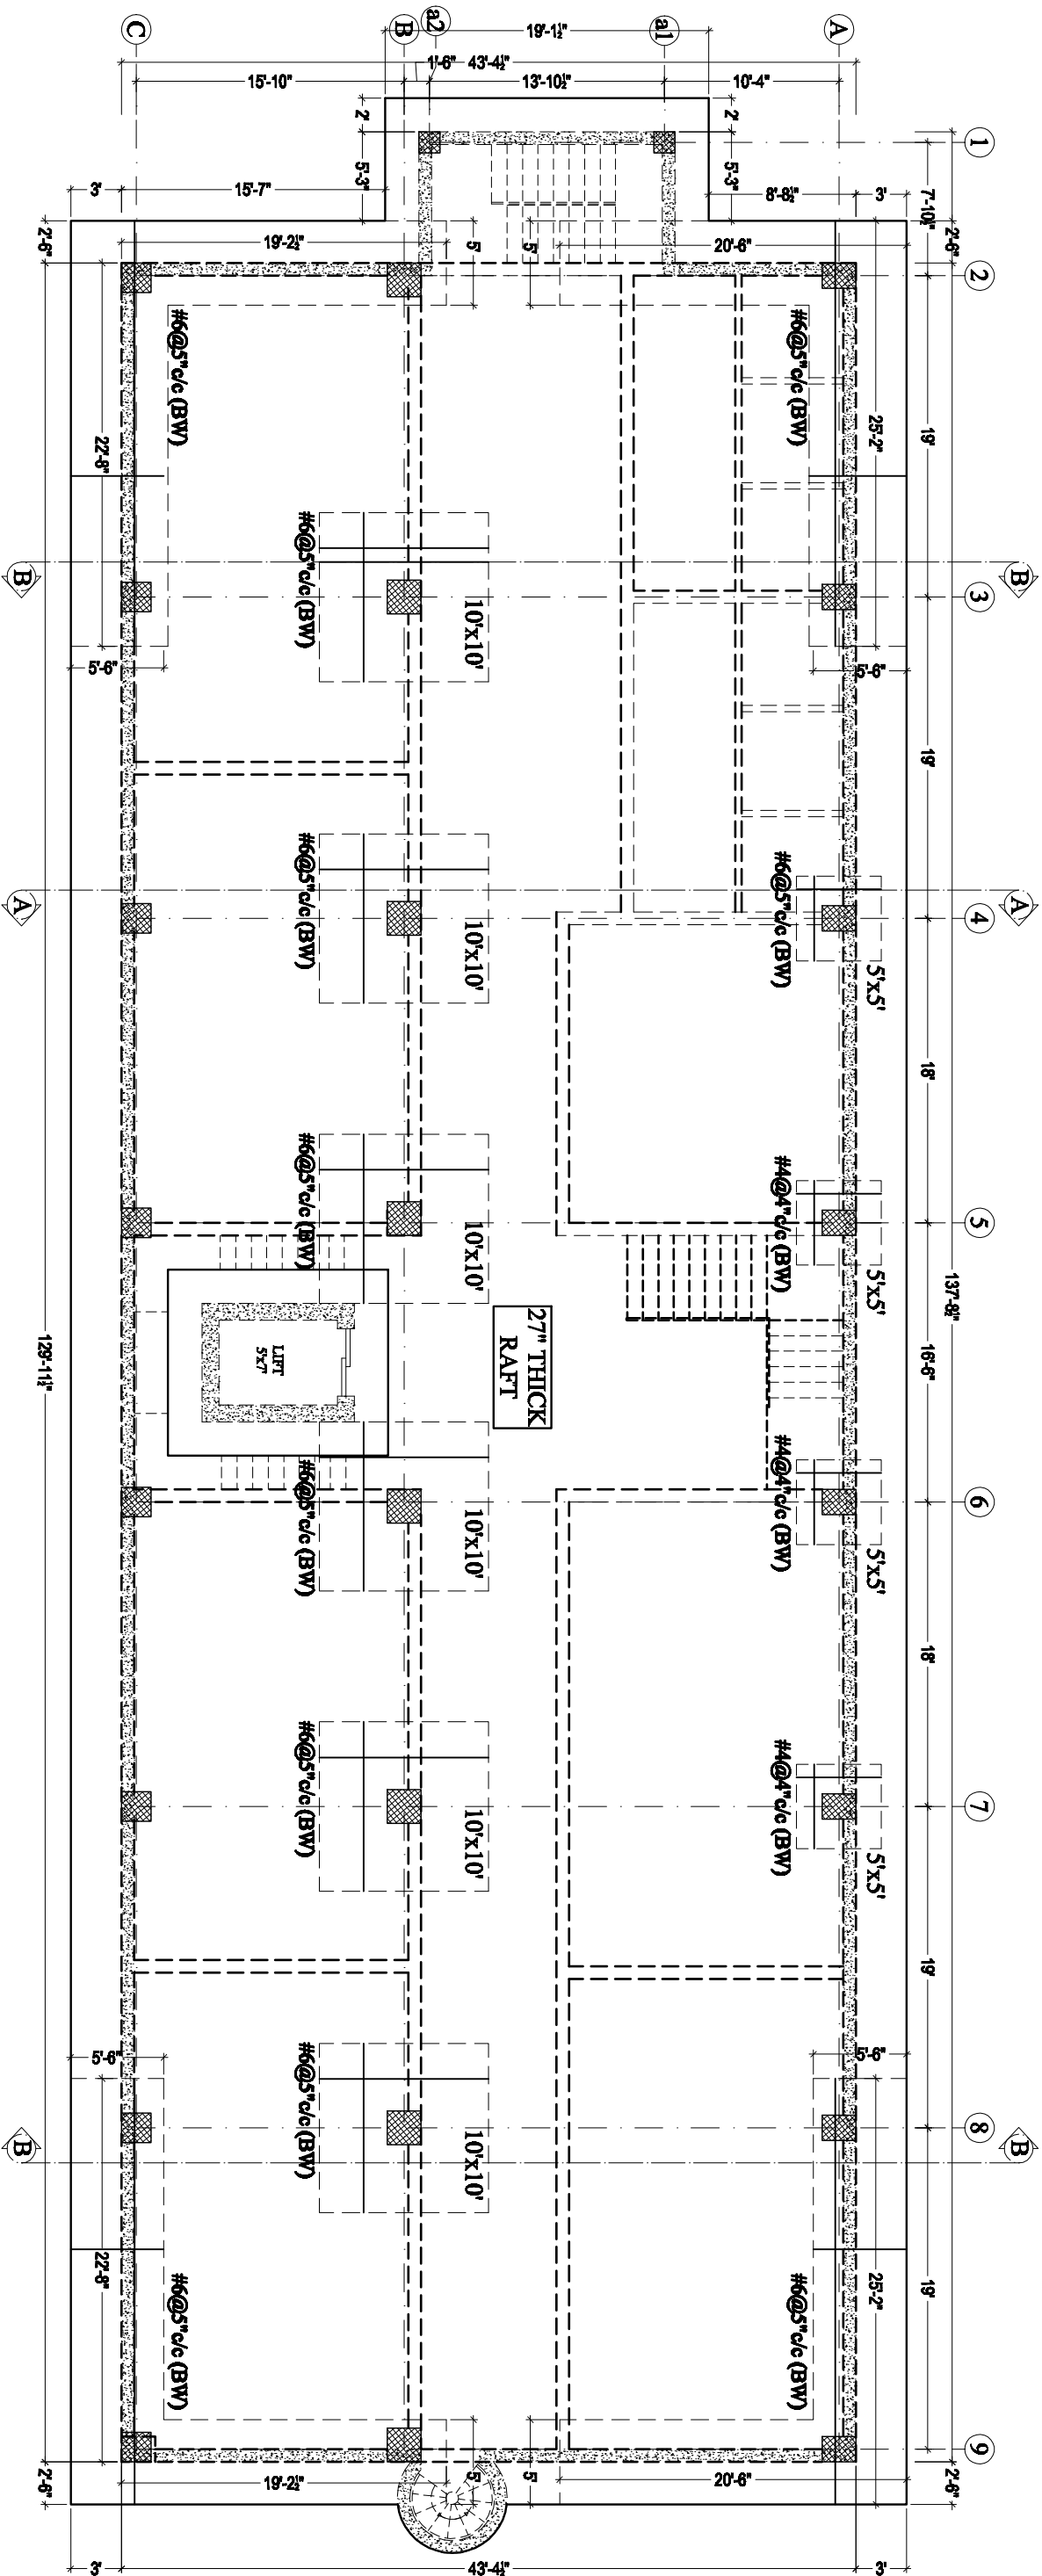 C
B
a2
a1
A
19'-1½"
1'-6"
43'-4½"
15'-10"
13'-10½"
10'-4"
2'
2'
1
5'-3"
5'-3"
7'-10½"
3'
15'-7"
8'-8½"
3'
2'-6"
2'-6"
19'-2½"
5'
5'
20'-6"
2
#6@5"c/c (BW)
#6@5"c/c (BW)
22'-8"
25'-2"
19'
#6@5"c/c (BW)
10'x10'
B
B
3
5'-6"
5'-6"
19'
#6@5"c/c (BW)
10'x10'
#6@5"c/c (BW)
5'x5'
A
A
4
18'
#6@5"c/c (BW)
10'x10'
#4@4"c/c (BW)
5'x5'
5
129'-11½"
137'-8½"
LIFT
5'x7'
27" THICK
RAFT
16'-6"
#6@5"c/c (BW)
10'x10'
#4@4"c/c (BW)
5'x5'
6
18'
#6@5"c/c (BW)
10'x10'
#4@4"c/c (BW)
5'x5'
7
19'
5'-6"
5'-6"
#6@5"c/c (BW)
10'x10'
B
B
8
22'-8"
25'-2"
19'
#6@5"c/c (BW)
#6@5"c/c (BW)
9
2'-6"
19'-2½"
5'
5'
20'-6"
2'-6"
3'
43'-4½"
3'